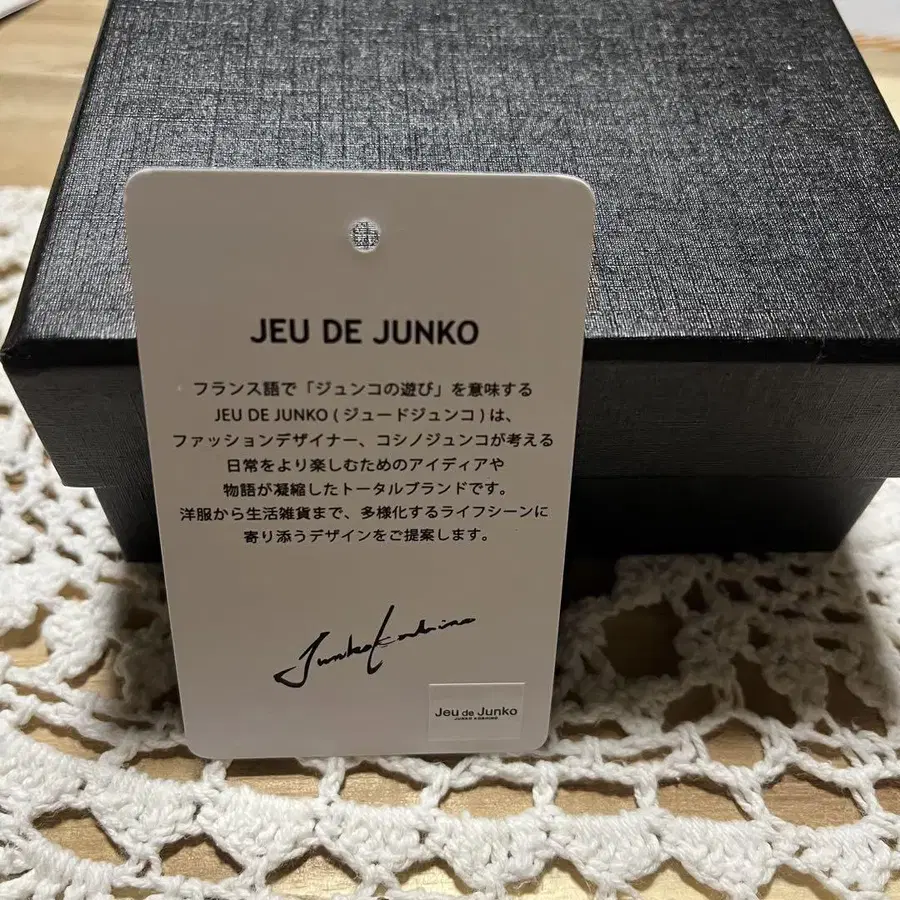 JEU DE JUNKO
フランス語で「ジュンコの遊び」を意味する
JEU DE JUNKO ( ジュードジュンコ ) は、
ファッションデザイナー、コシノジュンコが考える
日常をより楽しむためのアイディアや
物語が凝縮したトータルブランドです。
洋服から生活雑貨まで、多様化するライフシーンに
寄り添うデザインをご提案します。
Junko Koshino
Jeu de Junko
JUNKO KOSHINO